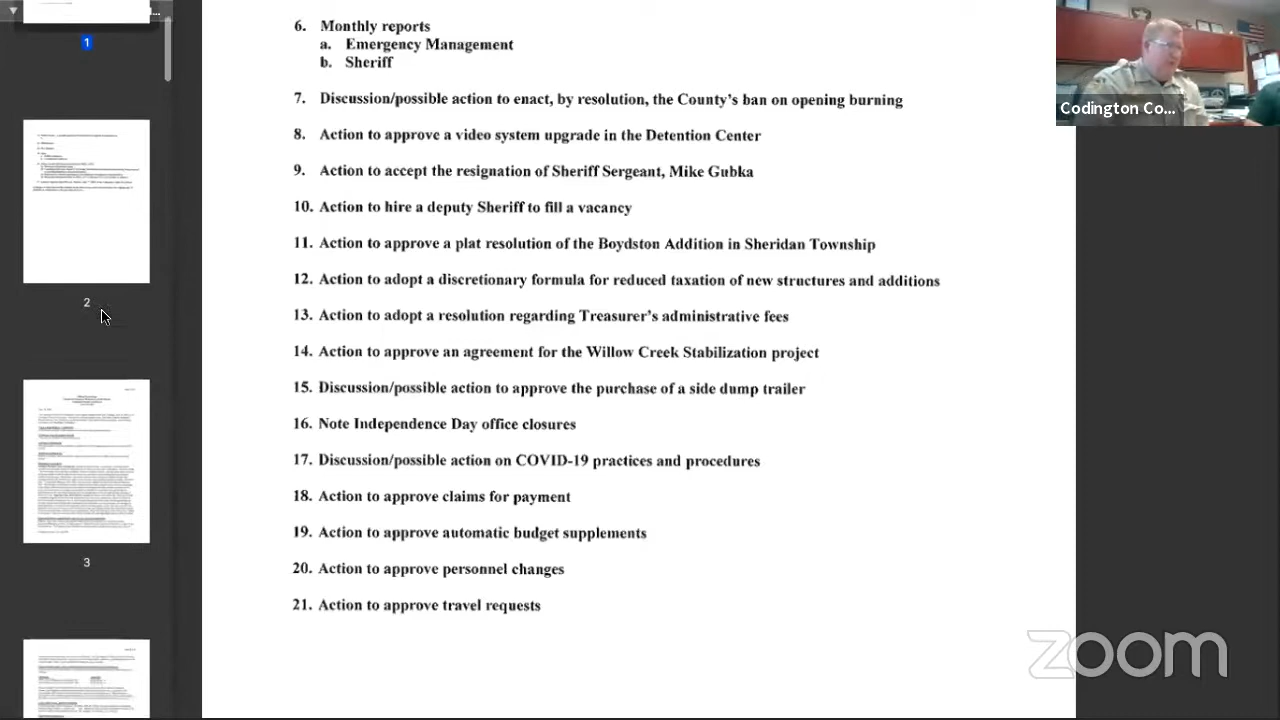 6. Monthly reports
a. Emergency Management
b. Sheriff
7. Discussion/possible action to enact, by resolution, the County's ban on opening burning
8. Action to approve a video system upgrade in the Detention Center
9. Action to accept the resignation of Sheriff Sergeant, Mike Gubka
10. Action to hire a deputy Sheriff to fill a vacancy
11. Action to approve a plat resolution of the Boydston Addition in Sheridan Township
12. Action to adopt a discretionary formula for reduced taxation of new structures and additions
13. Action to adopt a resolution regarding Treasurer's administrative fees
14. Action to approve an agreement for the Willow Creek Stabilization project
15. Discussion/possible action to approve the purchase of a side dump trailer
16. Note Independence Day office closures
17. Discussion/possible action on COVID-19 practices and procedures
18. Action to approve claims for payment
19. Action to approve automatic budget supplements
20. Action to approve personnel changes
21. Action to approve travel requests
1
2
3
Codington Co...
zoom